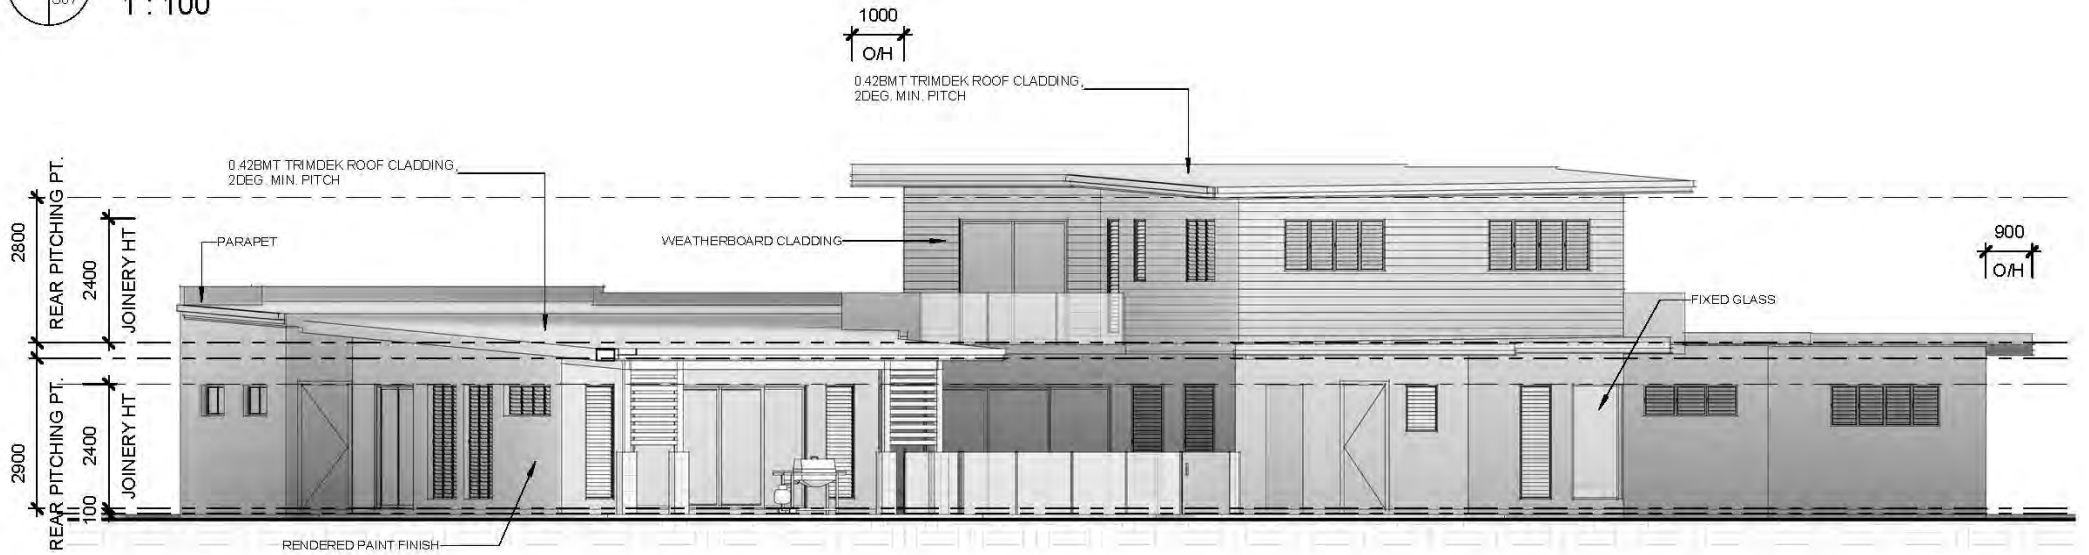 1 : 100
1000
O/H
0.42BMT TRIMDEK ROOF CLADDING,
2DEG. MIN. PITCH
0.42BMT TRIMDEK ROOF CLADDING,
2DEG. MIN. PITCH
PARAPET
WEATHERBOARD CLADDING
900
O/H
FIXED GLASS
2800
REAR PITCHING PT.
2400
JOINERY HT
2900
REAR PITCHING PT.
2400
JOINERY HT
100
RENDERED PAINT FINISH